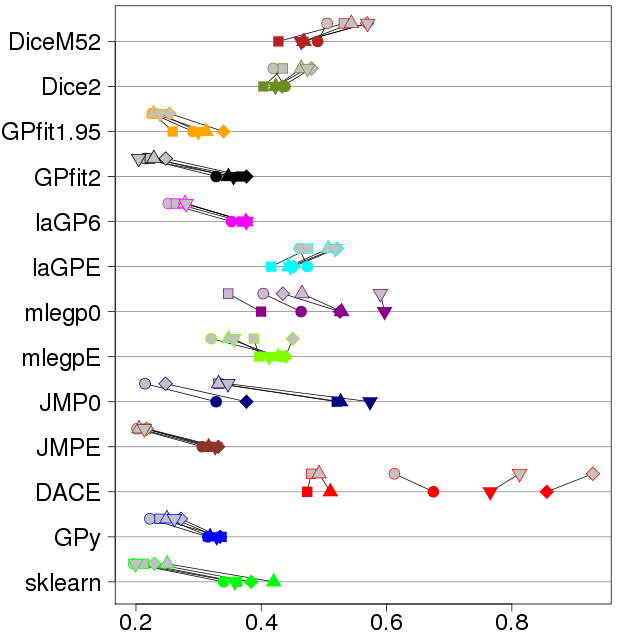 DiceM52
Dice2
GPfit1.95
GPfit2
laGP6
laGPE
mlegp0
mlegpE
JMP0
JMPE
DACE
GPy
sklearn
0.2 0.4 0.6 0.8